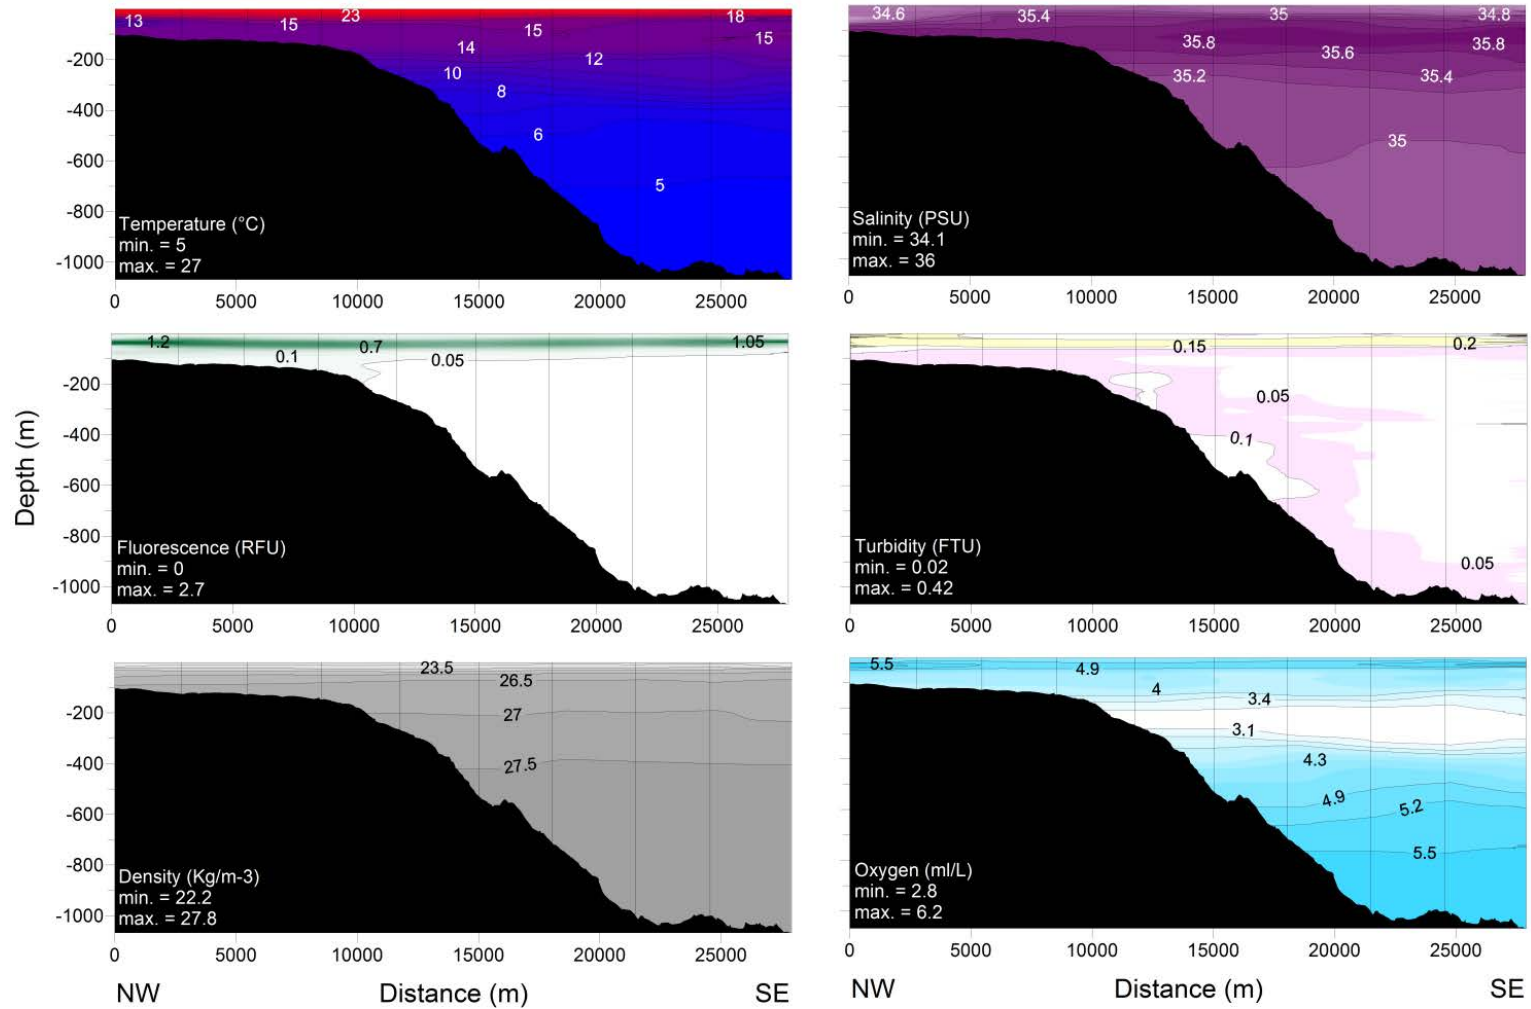 13
15
23
15
18
15
14
12
10
8
6
5
-200
-400
-600
-800
-1000
Temperature (°C)
min. = 5
max. = 27
0 5000 10000 15000 20000 25000
34.6
35.4
35
34.8
35.8
35.6
35.8
35.2
35.4
35
Salinity (PSU)
min. = 34.1
max. = 36
0 5000 10000 15000 20000 25000
Depth (m)
1.2
0.7
1.05
0.1
0.05
-200
-400
-600
-800
-1000
Fluorescence (RFU)
min. = 0
max. = 2.7
0 5000 10000 15000 20000 25000
0.15
0.2
0.05
0.1
0.05
Turbidity (FTU)
min. = 0.02
max. = 0.42
0 5000 10000 15000 20000 25000
23.5
26.5
27
27.5
-200
-400
-600
-800
-1000
Density (Kg/m-3)
min. = 22.2
max. = 27.8
0 5000 10000 15000 20000 25000
NW Distance (m) SE
5.5
4.9
4
3.4
3.1
4.3
4.9
5.2
5.5
Oxygen (ml/L)
min. = 2.8
max. = 6.2
0 5000 10000 15000 20000 25000
NW Distance (m) SE